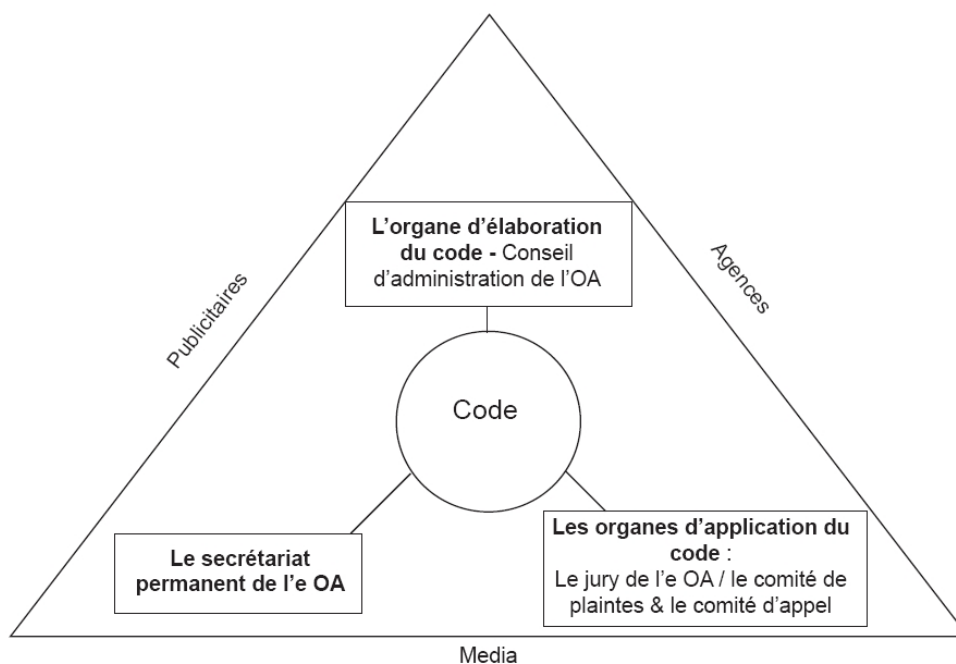 L'organe d'élaboration
du code - Conseil
d'administration de l'OA
Publicitaires
Agences
Code
Le secrétariat
permanent de l'e OA
Les organes d'application du
code :
Le jury de l'e OA / le comité de
plaintes & le comité d'appel
Media